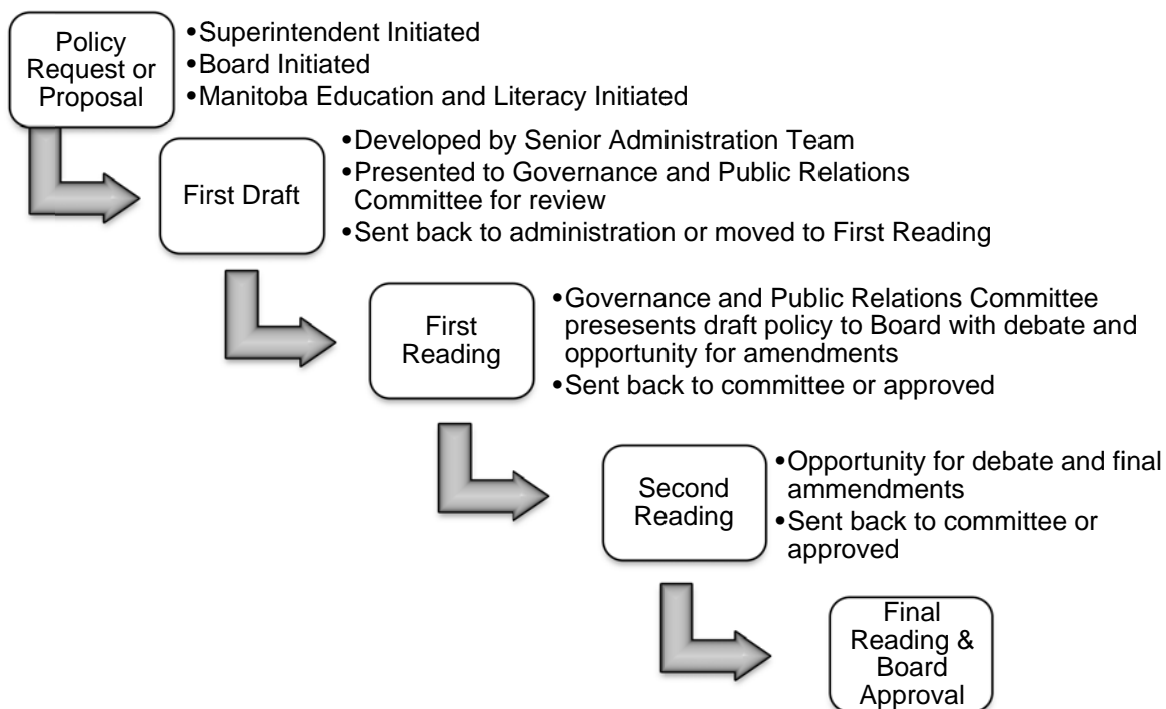 Policy
Request or
Proposal
•Superintendent Initiated
•Board Initiated
•Manitoba Education and Literacy Initiated
First Draft
•Developed by Senior Administration Team
•Presented to Governance and Public Relations
Committee for review
•Sent back to administration or moved to First Reading
First
Reading
•Governance and Public Relations Committee
presesents draft policy to Board with debate and
opportunity for amendments
•Sent back to committee or approved
Second
Reading
•Opportunity for debate and final
ammendments
•Sent back to committee or
approved
Final
Reading &
Board
Approval